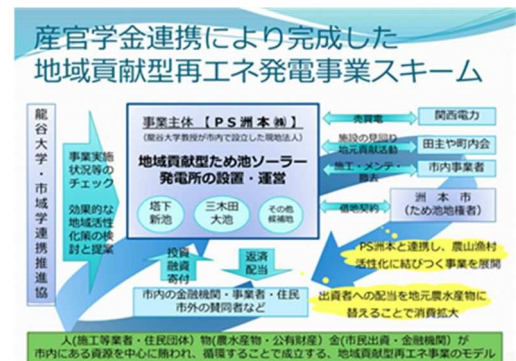 産官学金連携により完成した
地域貢献型再エネ発電事業スキーム
龍谷大学・市域学連携推進協
事業実施
状況等の
チェック
効果的な
地域活性
化策の検
討と提案
事業主体 【PS洲本㈱】
(龍谷大学教授が市内で設立した現地法人)
地域貢献型ため池ソーラー
発電所の設置・運営
塔下
新池
三木田
大池
その他
候補地
売買電
関西電力
施設の見回り
地元貢献活動
田主や町内会
施工・メンテ・
撤去
市内事業者
借地契約
洲本市
(ため池地権者)
投資
融資
寄付
返済
配当
市内の金融機関・事業者・住民
市外の賛同者など
PS洲本と連携し、農山漁村
活性化に結びつく事業を展開
出資者への配当を地元農水産物に
替えることで消費拡大
人(施工等業者・住民団体)物(農水産物・公有財産)金(市民出資・金融機関)が
市内にある資源を中心に賄われ、循環することで成立する、地域貢献型再エネ事業のモデル